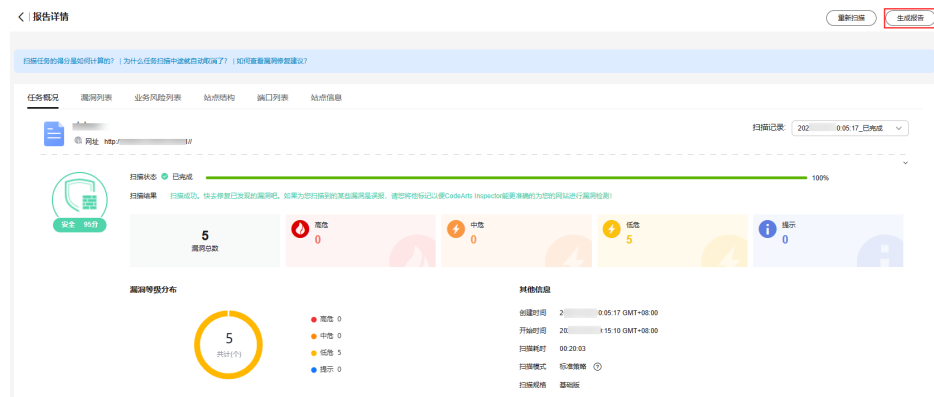 报告详情 重新扫描 生成报告
扫描任务的得分是如何计算的? | 为什么任务扫描中途就自动取消了? | 如何查看漏洞修复建议?
任务概况 漏洞列表 业务风险列表 站点结构 端口列表 站点信息
扫描记录: 202 0:05:17_已完成
网址 http:/ l//
扫描状态 已完成 100%
扫描结果 扫描成功。快去修复已发现的漏洞吧。如果为您扫描到的某些漏洞是误报，请您将他标记以便CodeArts Inspector能更准确的为您的网站进行漏洞检测!
安全 95分
5
漏洞总数
高危
0
中危
0
低危
5
提示
0
漏洞等级分布
5
共计(个)
高危 0
中危 0
低危 5
提示 0
其他信息
创建时间 2 0:05:17 GMT+08:00
开始时间 20 :15:10 GMT+08:00
扫描耗时 00:20:03
扫描模式 标准策略
扫描规格 基础版